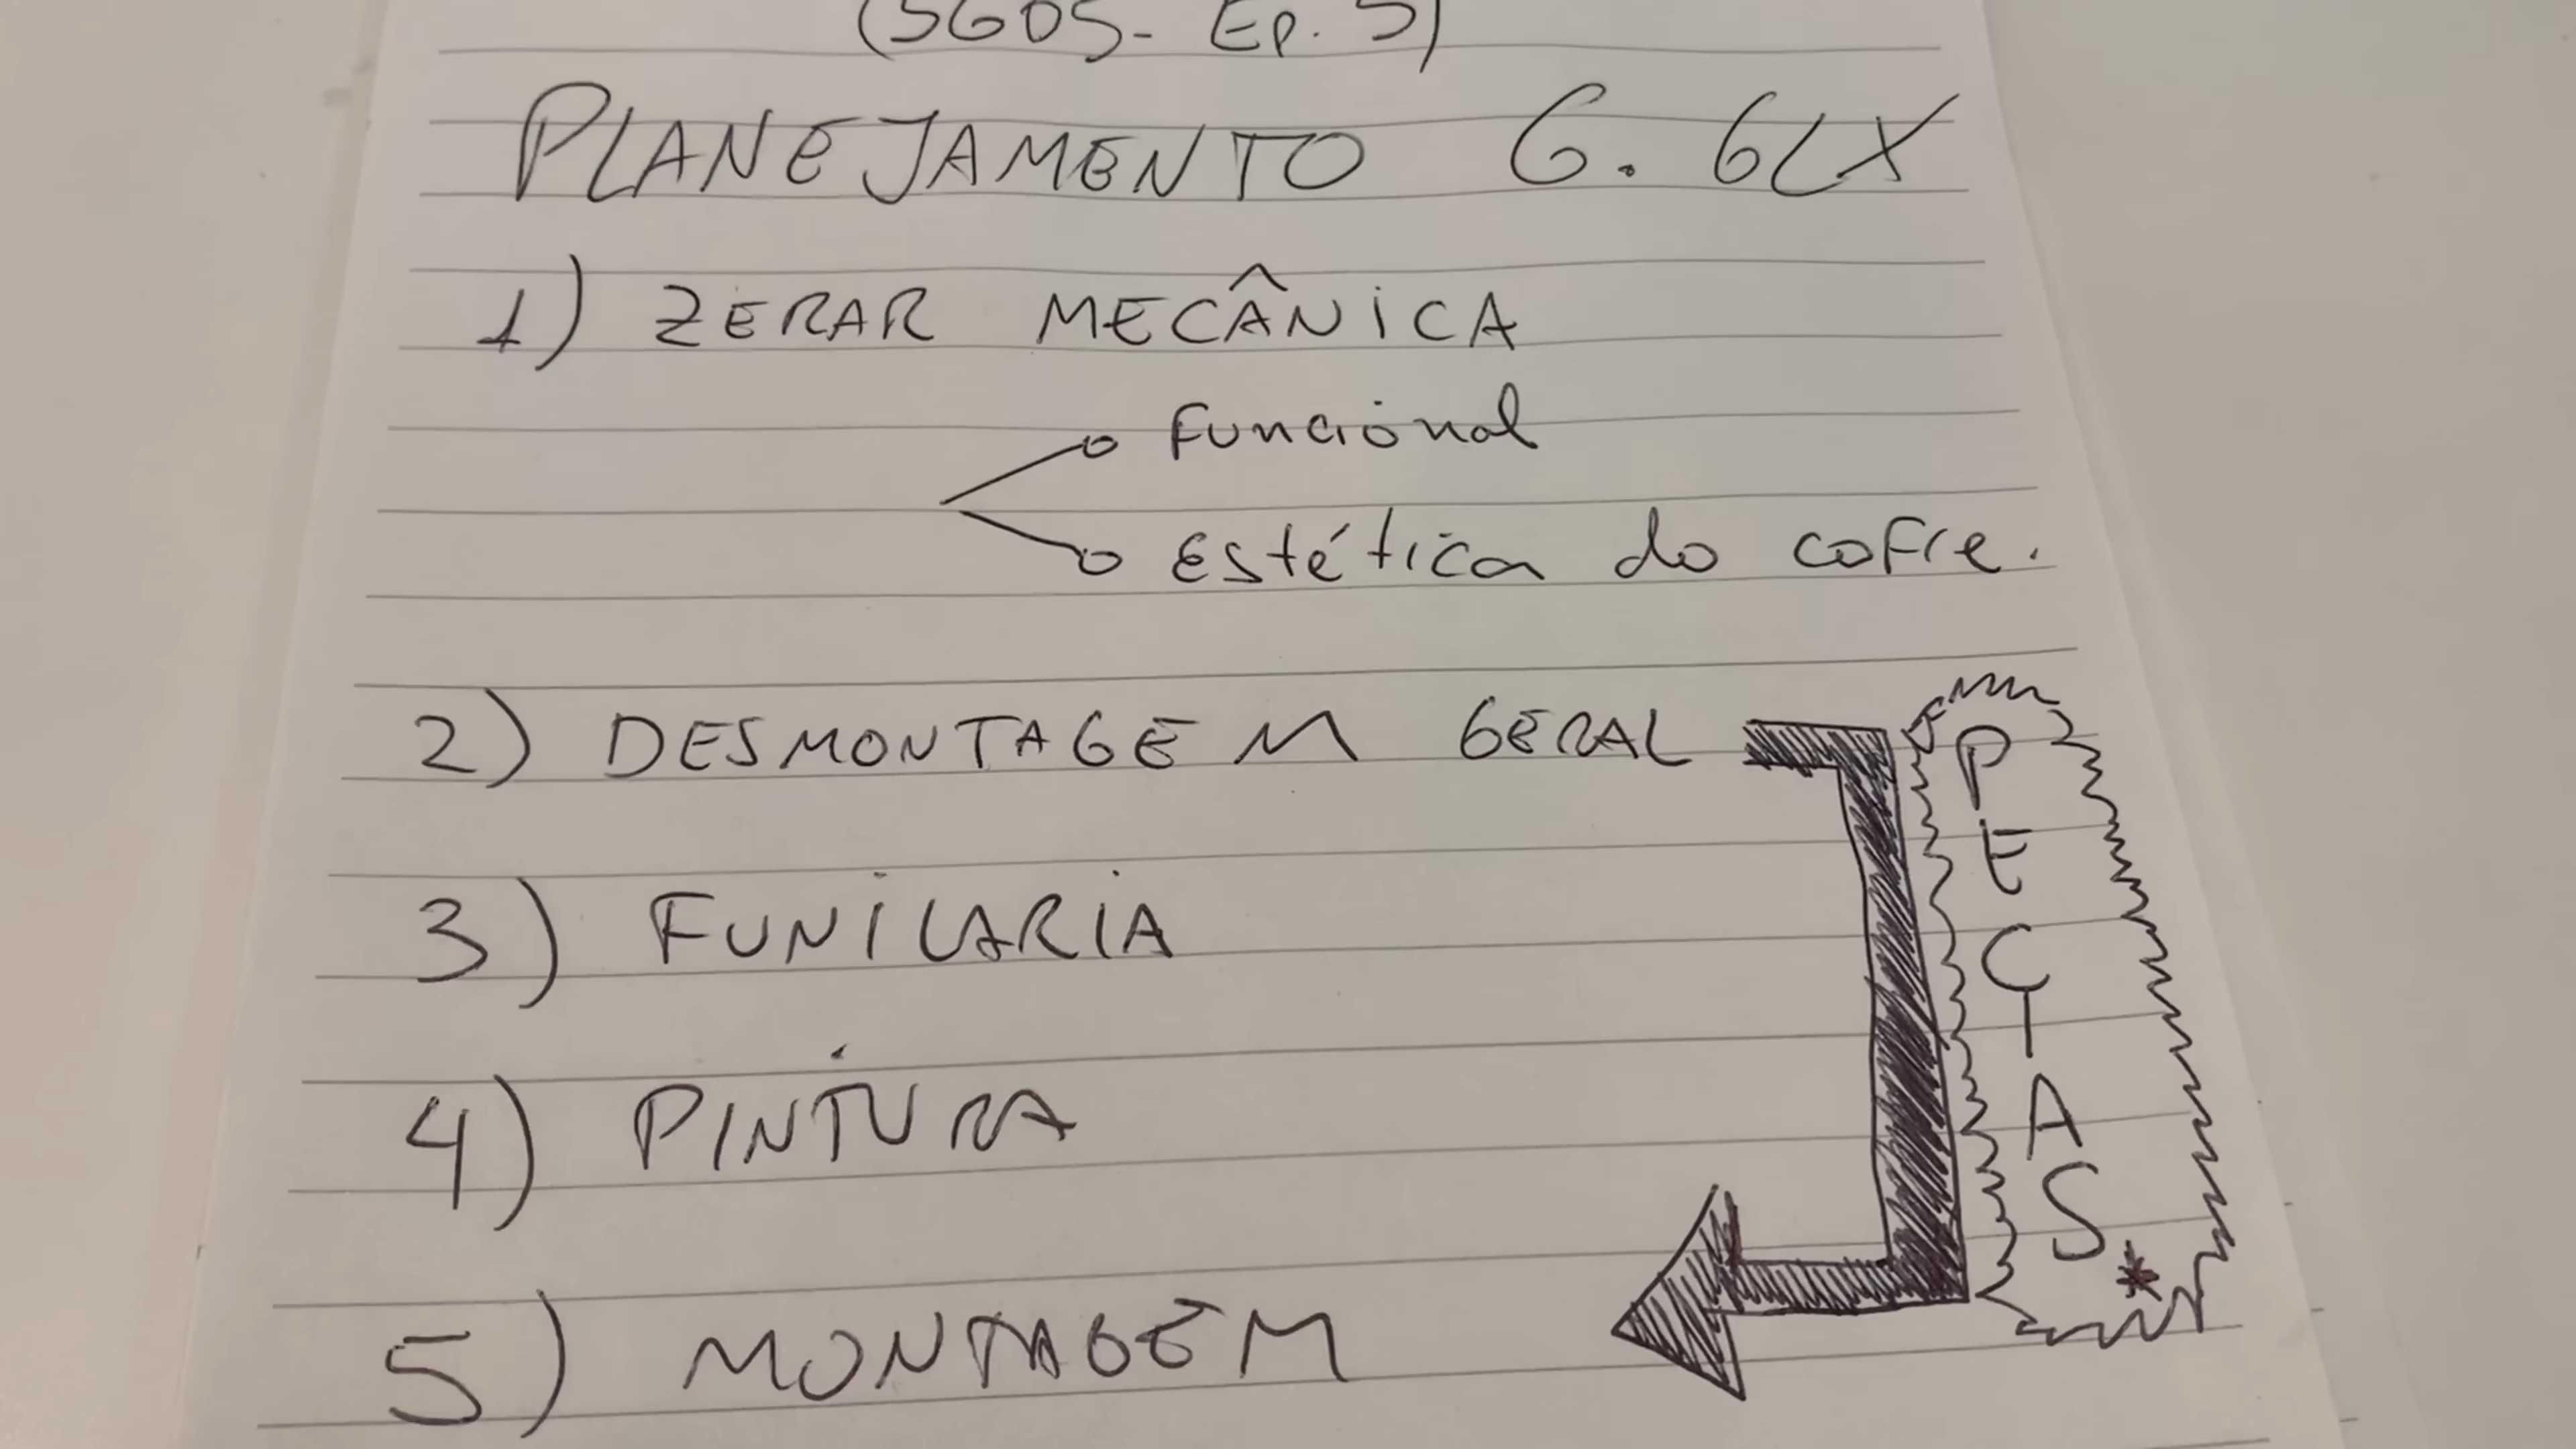 (SGDS- Ep. 5)
PLANEJAMENTO G. GLX
1) ZERAR MECÂNICA
Funcional
Estética do cofre.
2) DESMONTAGEM GERAL
3) FUNILARIA
4) PINTURA
5) MONTAGEM
PEÇAS*